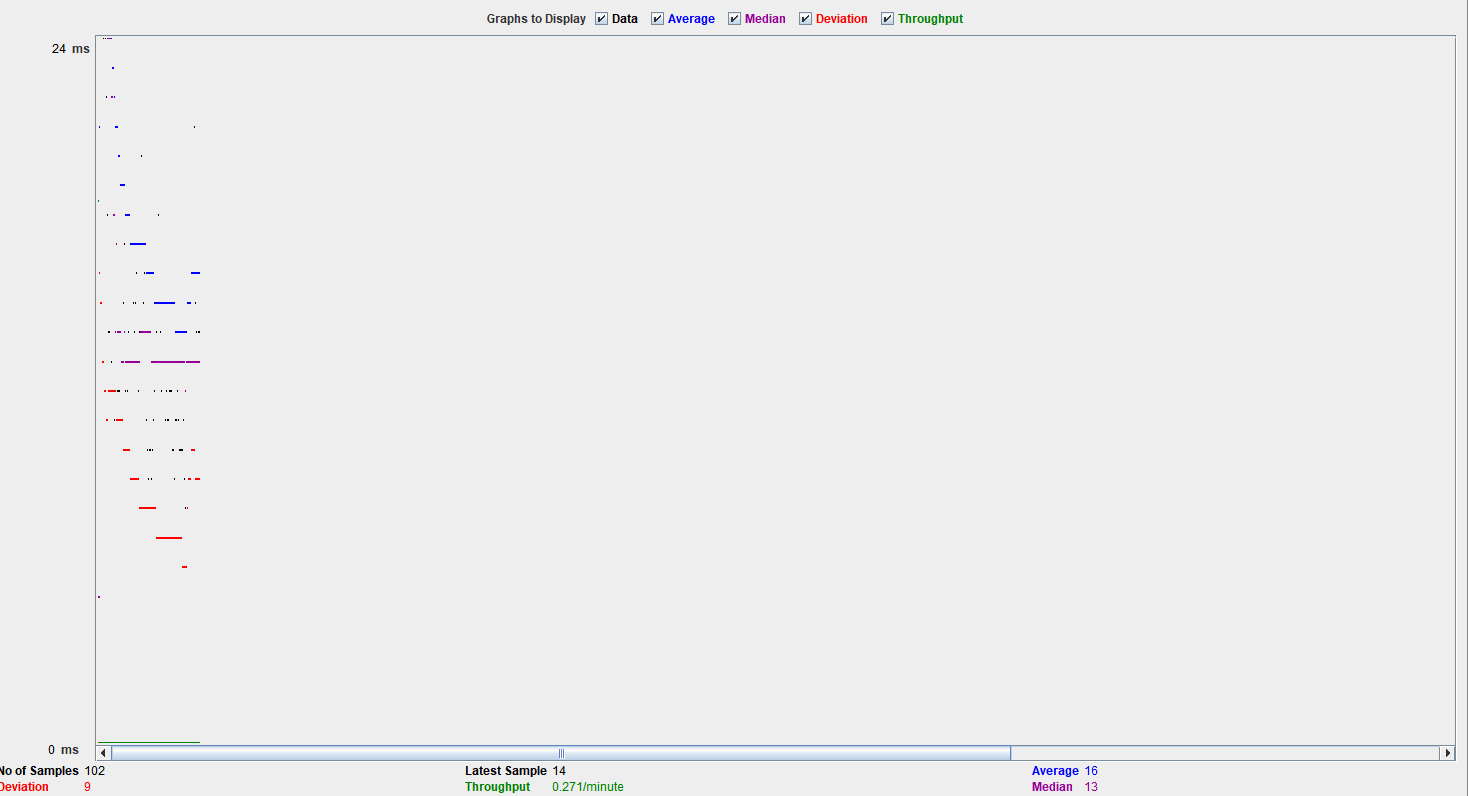 Graphs to Display Data Average Median Deviation Throughput
24 ms
0 ms
No of Samples 102 Latest Sample 14 Average 16
Deviation 9 Throughput 0.271/minute Median 13